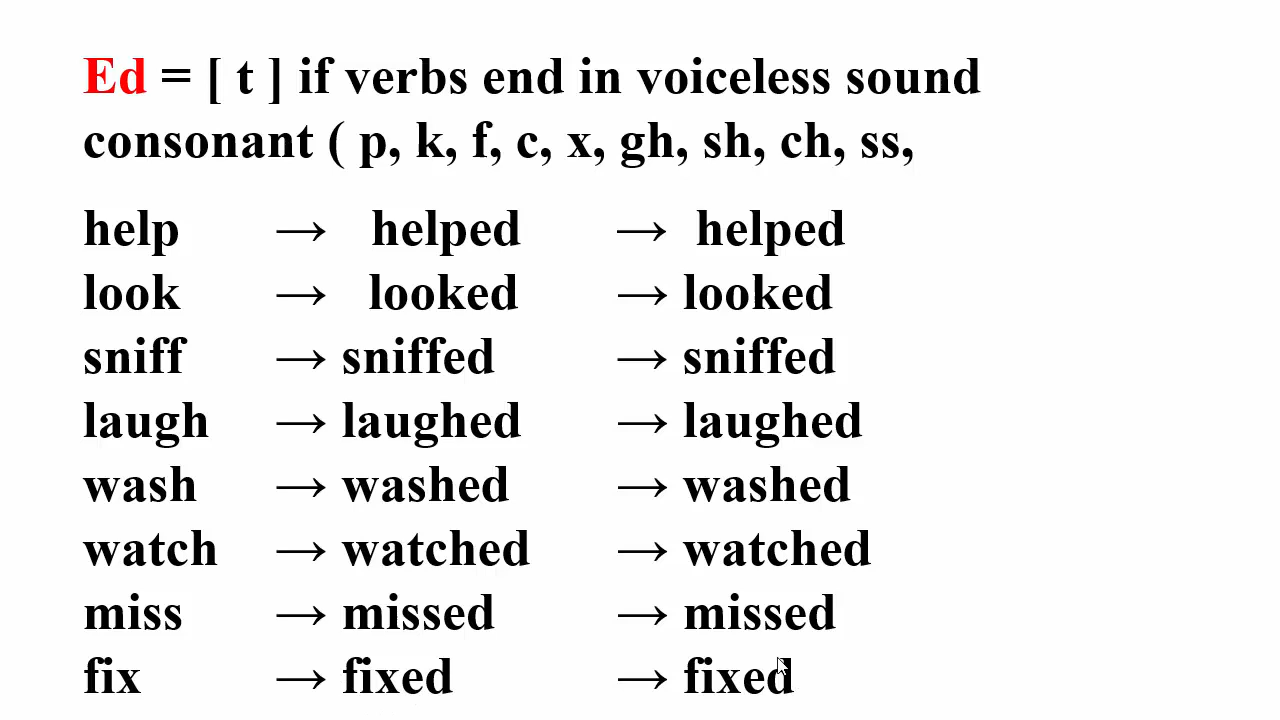 Ed = [ t ] if verbs end in voiceless sound
consonant ( p, k, f, c, x, gh, sh, ch, ss,
help → helped → helped
look → looked → looked
sniff → sniffed → sniffed
laugh → laughed → laughed
wash → washed → washed
watch → watched → watched
miss → missed → missed
fix → fixed → fixed